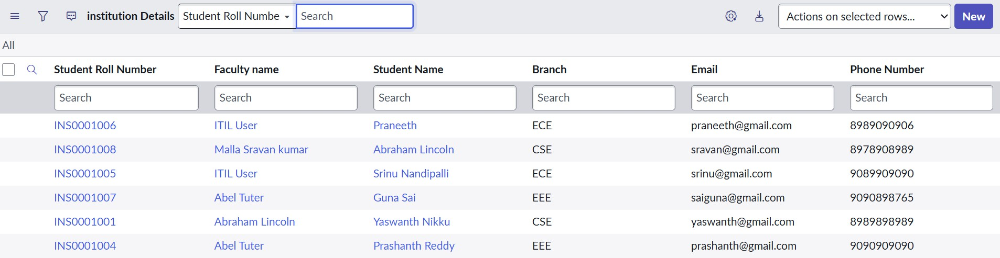 institution Details Student Roll Numbe Search Actions on selected rows... New
All
Student Roll Number Faculty name Student Name Branch Email Phone Number
Search Search Search Search Search Search
INS0001006 ITIL User Praneeth ECE praneeth@gmail.com 8989090906
INS0001008 Malla Sravan kumar Abraham Lincoln CSE sravan@gmail.com 8978908989
INS0001005 ITIL User Srinu Nandipalli ECE srinu@gmail.com 9089909090
INS0001007 Abel Tuter Guna Sai EEE saiguna@gmail.com 9090898765
INS0001001 Abraham Lincoln Yaswanth Nikku CSE yaswanth@gmail.com 8989898989
INS0001004 Abel Tuter Prashanth Reddy EEE prashanth@gmail.com 9090909090